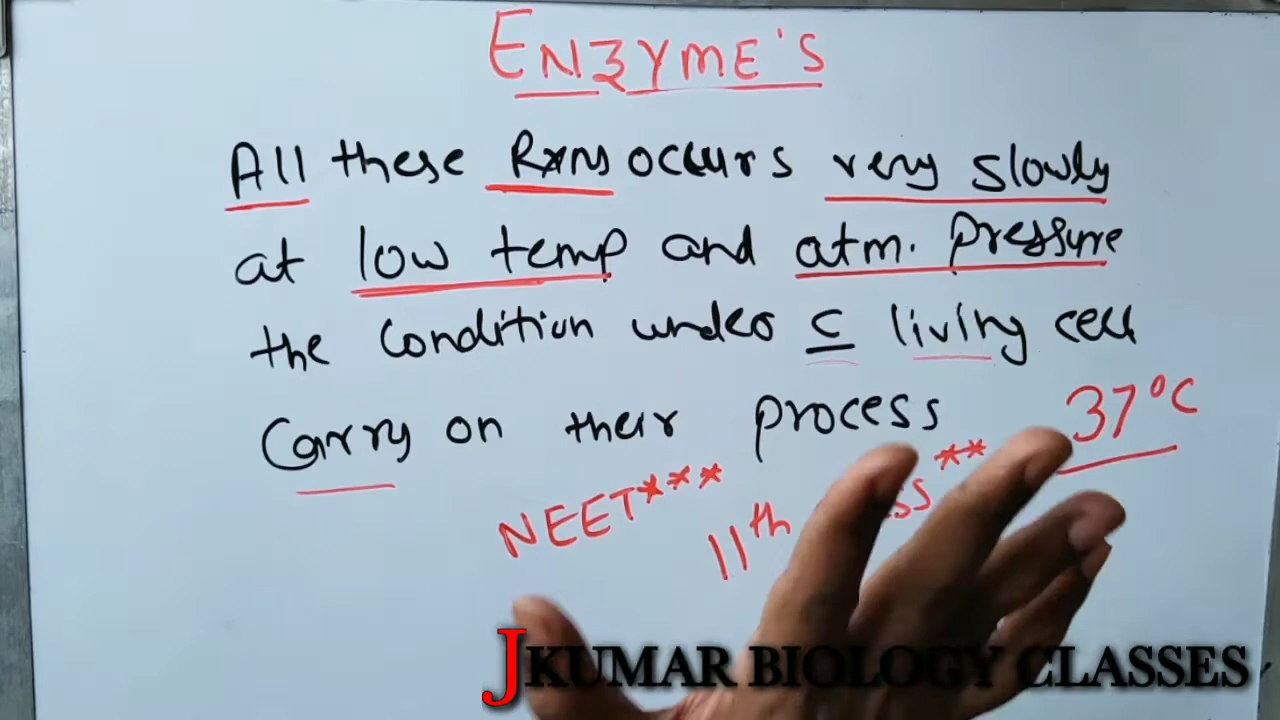 ENZYME'S
All these Rxns occurs very slowly
at low temp and atm. pressure
the condition under C living cell
Carry on their process
37°C
NEET***
11th **
JKUMAR BIOLOGY CLASSES